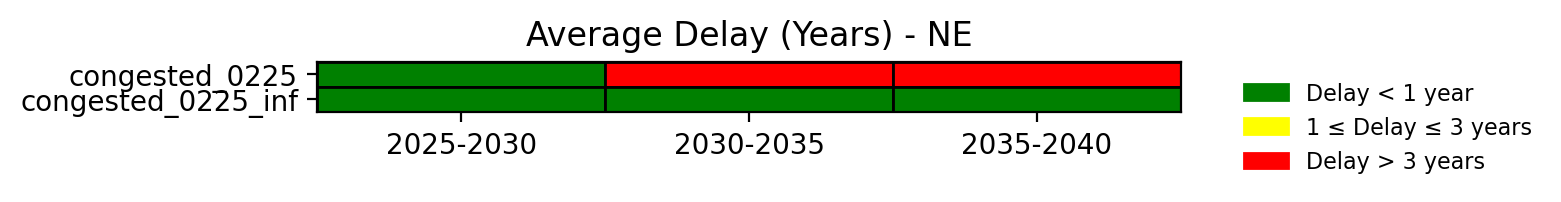 Average Delay (Years) - NE
congested_0225
congested_0225_inf
2025-2030 2030-2035 2035-2040
Delay < 1 year
1 ≤ Delay ≤ 3 years
Delay > 3 years